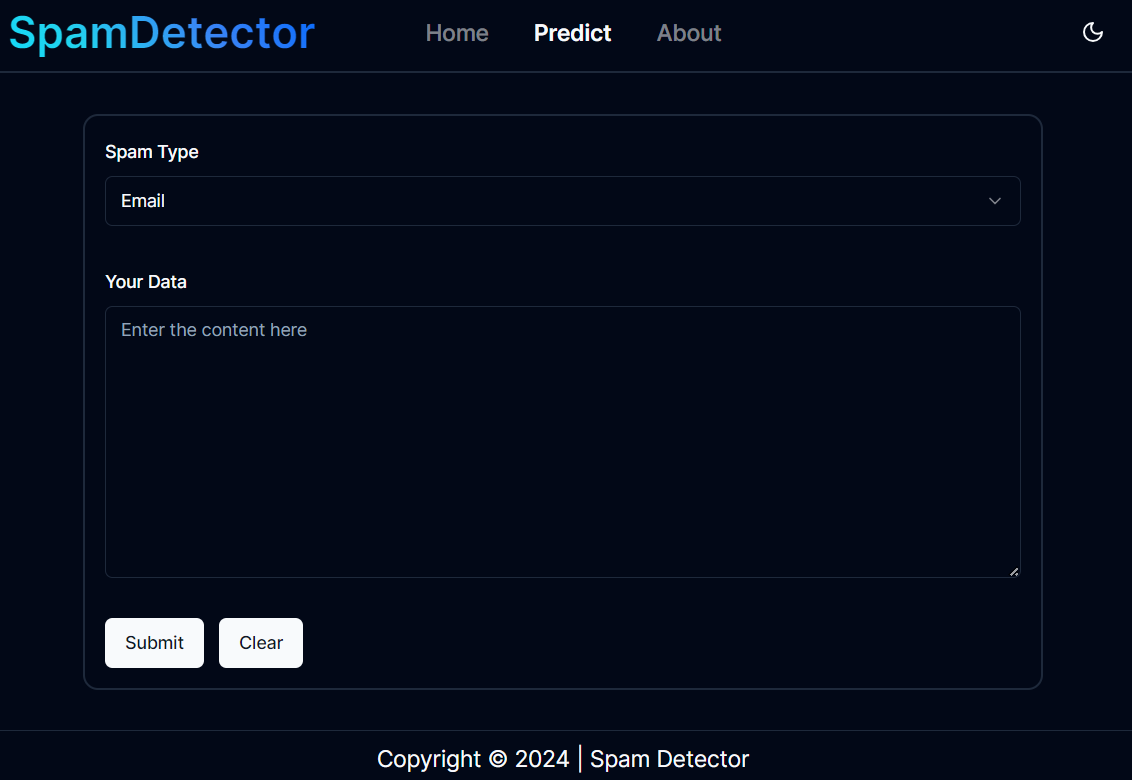 SpamDetector Home Predict About
Spam Type
Email
Your Data
Enter the content here
Submit Clear
Copyright © 2024 | Spam Detector